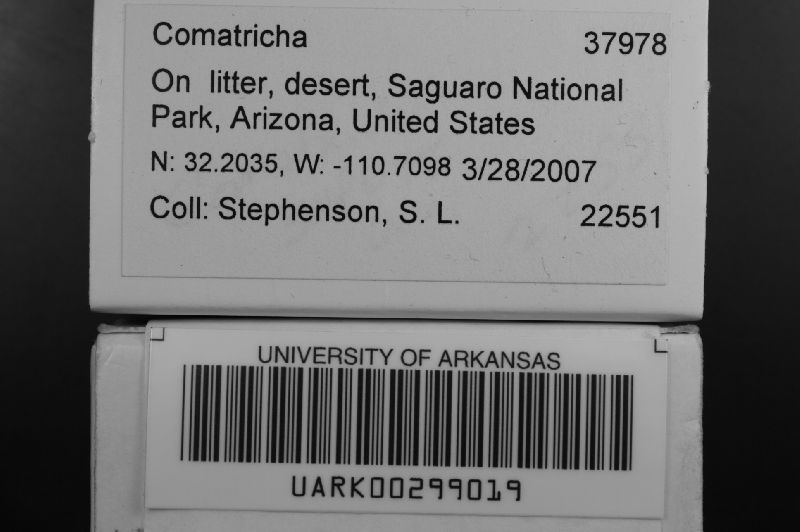 Comatricha 37978
On litter, desert, Saguaro National
Park, Arizona, United States
N: 32.2035, W: -110.7098 3/28/2007
Coll: Stephenson, S. L. 22551
UNIVERSITY OF ARKANSAS
UARK00299019